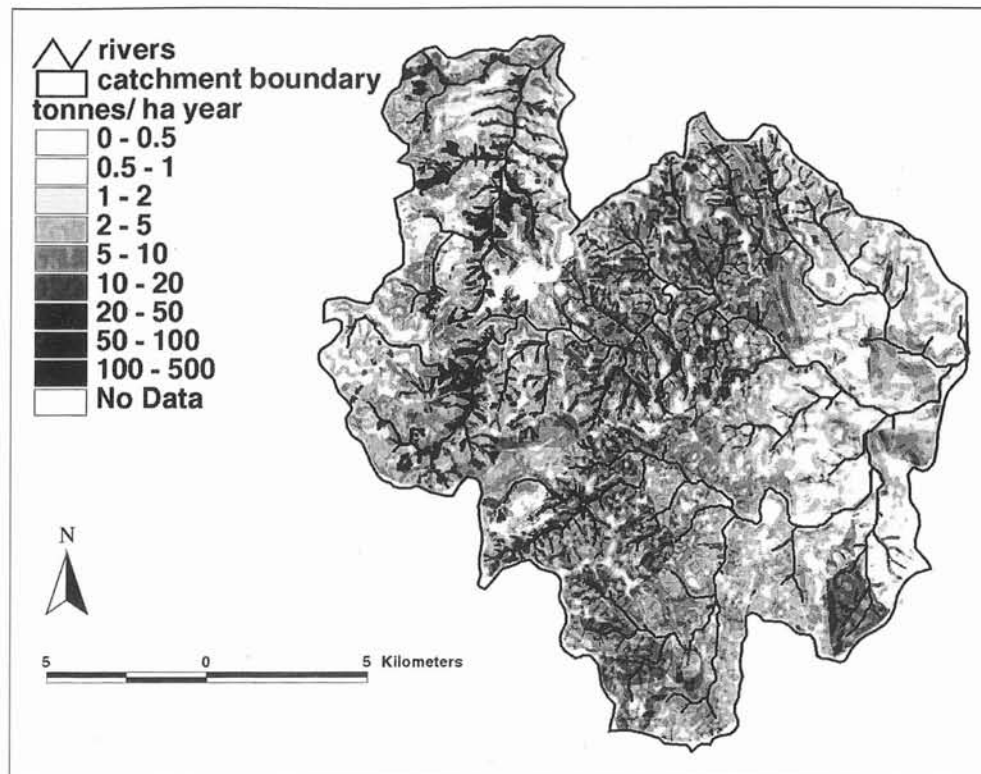 rivers
catchment boundary
tonnes/ ha year
0 - 0.5
0.5 - 1
1 - 2
2 - 5
5 - 10
10 - 20
20 - 50
50 - 100
100 - 500
No Data
N
5 0 5 Kilometers